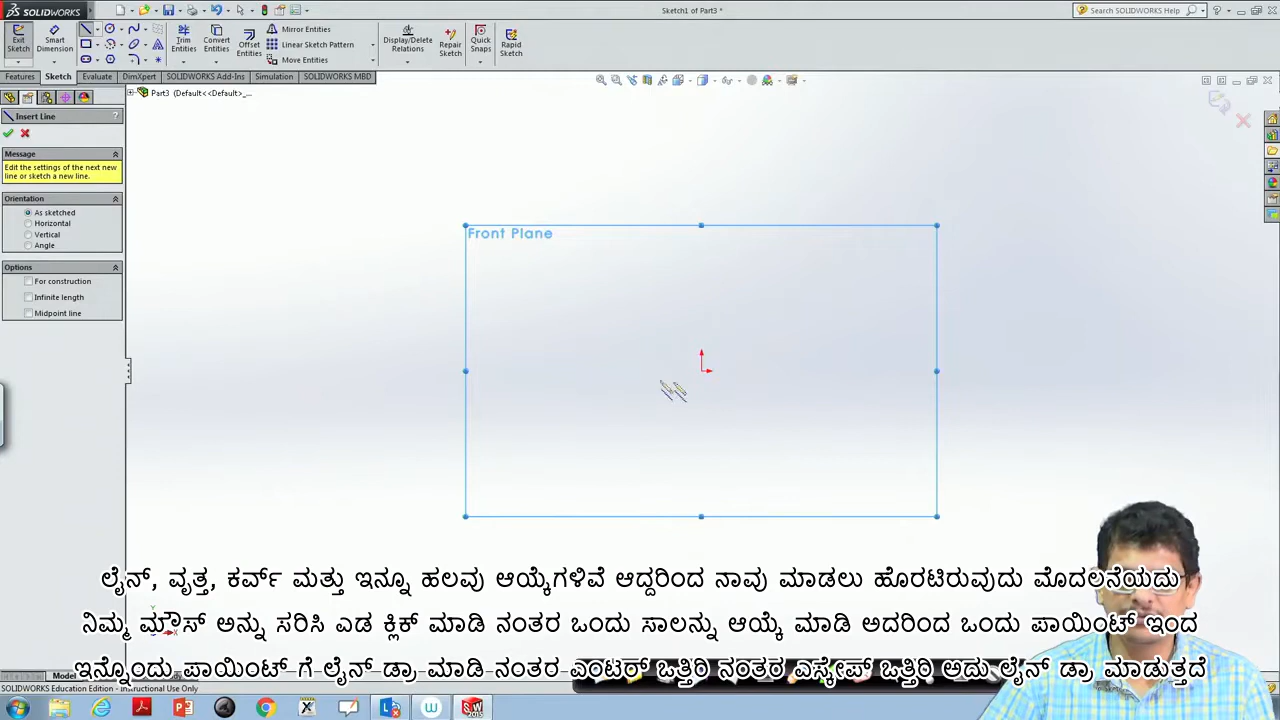 SOLIDWORKS
Sketch1 of Part3 *
Search SOLIDWORKS Help
Exit Sketch
Smart Dimension
Trim Entities
Convert Entities
Offset Entities
Mirror Entities
Linear Sketch Pattern
Move Entities
Display/Delete Relations
Repair Sketch
Quick Snaps
Rapid Sketch
Features Sketch Evaluate DimXpert SOLIDWORKS Add-Ins Simulation SOLIDWORKS MBD
Part3 (Default<<Default>_...
Insert Line
Message
Edit the settings of the next new
line or sketch a new line.
Orientation
As sketched
Horizontal
Vertical
Angle
Options
For construction
Infinite length
Midpoint line
Front Plane
ಲೈನ್, ವೃತ್ತ, ಕರ್ವ್ ಮತ್ತು ಇನ್ನೂ ಹಲವು ಆಯ್ಕೆಗಳಿವೆ ಆದ್ದರಿಂದ ನಾವು ಮಾಡಲು ಹೊರಟಿರುವುದು ಮೊದಲನೆಯದು
ನಿಮ್ಮ ಮೌಸ್ ಅನ್ನು ಸರಿಸಿ ಎಡ ಕ್ಲಿಕ್ ಮಾಡಿ ನಂತರ ಒಂದು ಸಾಲನ್ನು ಆಯ್ಕೆ ಮಾಡಿ ಅದರಿಂದ ಒಂದು ಪಾಯಿಂಟ್ ಇಂದ
ಇನ್ನೊಂದು ಪಾಯಿಂಟ್ ಗೆ ಲೈನ್ ಡ್ರಾ ಮಾಡಿ ನಂತರ ಎಂಟರ್ ಒತ್ತಿರಿ ನಂತರ ಎಸ್ಕೇಪ್ ಒತ್ತಿರಿ ಅದು ಲೈನ್ ಡ್ರಾ ಮಾಡುತ್ತದೆ
SOLIDWORKS Education Edition - Instructional Use Only